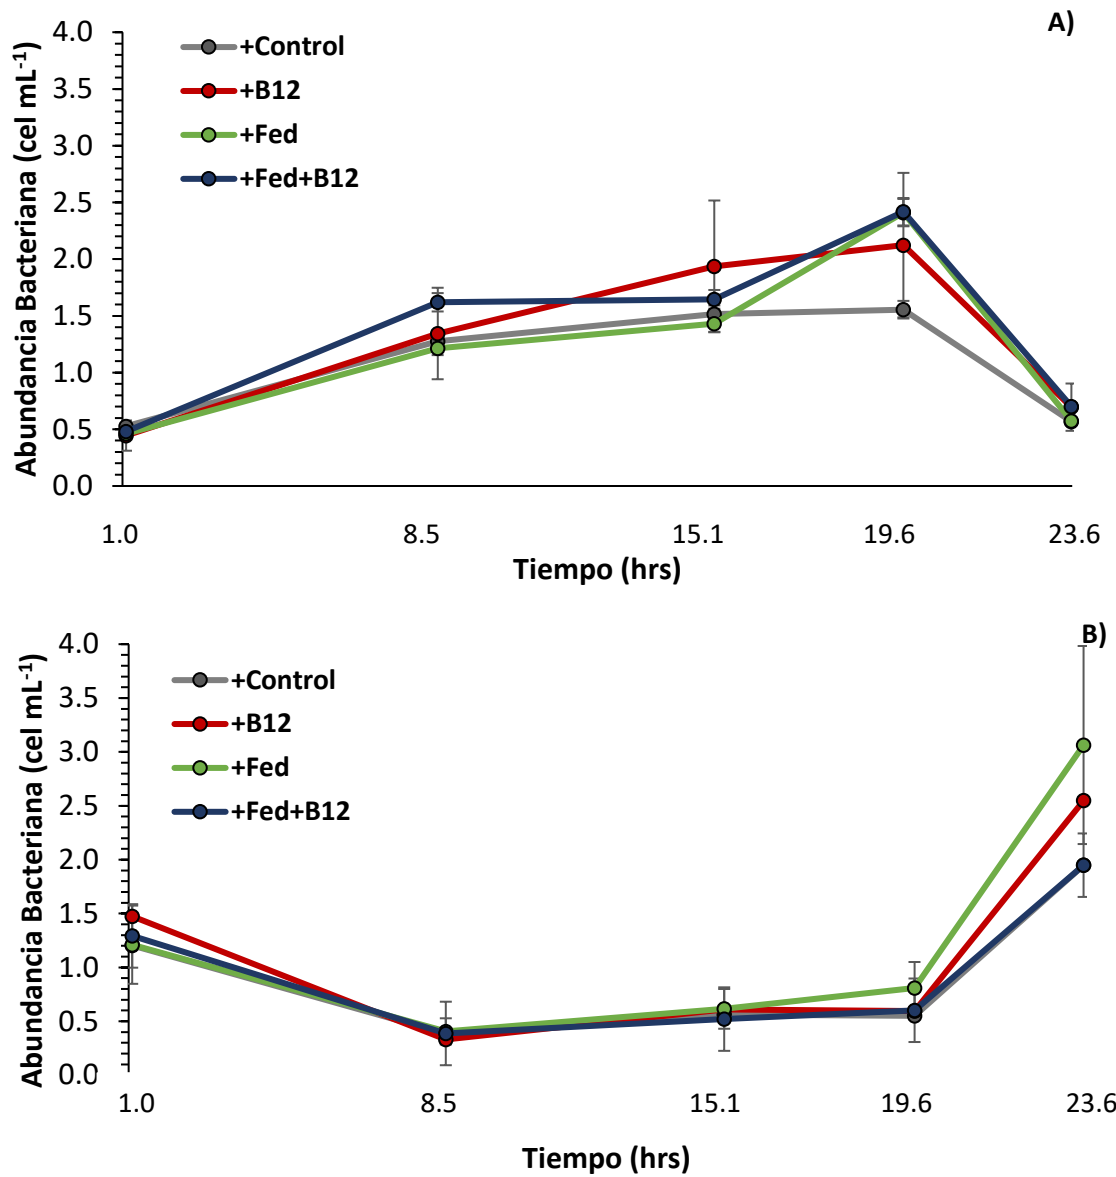 A)
Abundancia Bacteriana (cel mL⁻¹)
4.0
3.5
3.0
2.5
2.0
1.5
1.0
0.5
0.0
+Control
+B12
+Fed
+Fed+B12
1.0 8.5 15.1 19.6 23.6
Tiempo (hrs)
B)
Abundancia Bacteriana (cel mL⁻¹)
4.0
3.5
3.0
2.5
2.0
1.5
1.0
0.5
0.0
+Control
+B12
+Fed
+Fed+B12
1.0 8.5 15.1 19.6 23.6
Tiempo (hrs)